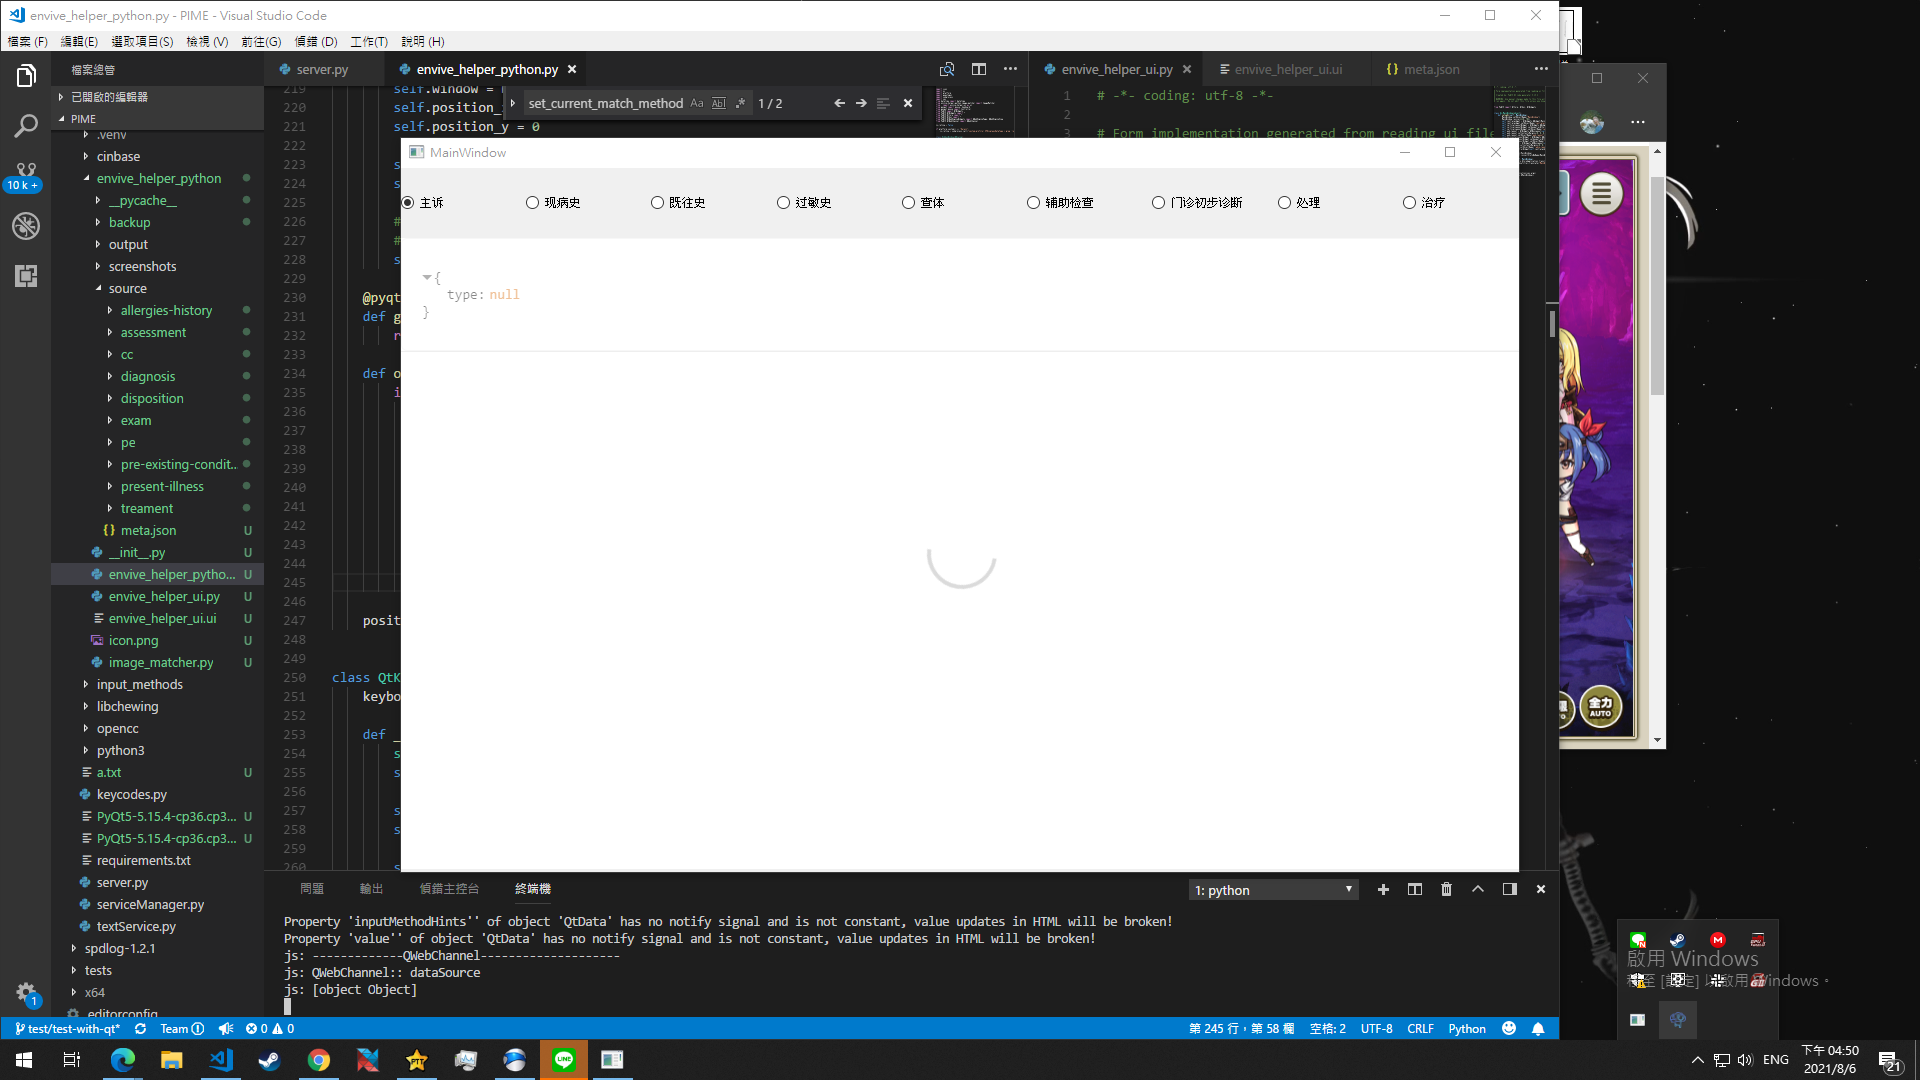 envive_helper_python.py - PIME - Visual Studio Code
檔案 (F) 編輯(E) 選取項目(S) 檢視 (V) 前往(G) 偵錯 (D) 工作(T) 說明 (H)
檔案總管
已開啟的編輯器
PIME
.venv
cinbase
envive_helper_python
__pycache__
backup
output
screenshots
source
allergies-history
assessment
cc
diagnosis
disposition
exam
pe
pre-existing-condit...
present-illness
treament
meta.json U
__init__.py U
envive_helper_pytho... U
envive_helper_ui.py U
envive_helper_ui.ui U
icon.png U
image_matcher.py U
input_methods
libchewing
opencc
python3
a.txt U
keycodes.py
PyQt5-5.15.4-cp36.cp3... U
PyQt5-5.15.4-cp36.cp3... U
requirements.txt
server.py
serviceManager.py
textService.py
spdlog-1.2.1
tests
x64
.editorconfig
10 k +
1
server.py envive_helper_python.py
set_current_match_method Aa Abl .* 1 / 2
219 self.window =
220 self.position_
221 self.position_y = 0
222
223 s
224 s
225 s
226 #
227 #
228 s
229
230 @pyqt
231 def g
232 r
233
234 def o
235 i
236
237
238
239
240
241
242
243
244
245
246
247 posit
248
249
250 class QtK
251 keybo
252
253 def _
254 s
255 s
256
257 s
258 s
259
260 s
envive_helper_ui.py envive_helper_ui.ui meta.json
1 # -*- coding: utf-8 -*-
2
3 # Form implementation generated from reading ui file
MainWindow
主诉 现病史 既往史 过敏史 查体 辅助检查 门诊初步诊断 处理 治疗
{
type: null
}
問題 輸出 偵錯主控台 終端機
1: python
Property 'inputMethodHints'' of object 'QtData' has no notify signal and is not constant, value updates in HTML will be broken!
Property 'value'' of object 'QtData' has no notify signal and is not constant, value updates in HTML will be broken!
js: -------------QWebChannel--------------------
js: QWebChannel:: dataSource
js: [object Object]
test/test-with-qt* Team 0 0
第 245 行，第 58 欄 空格: 2 UTF-8 CRLF Python
全力
AUTO
啟用 Windows
ENG
下午 04:50
2021/8/6
21
PTT
LINE